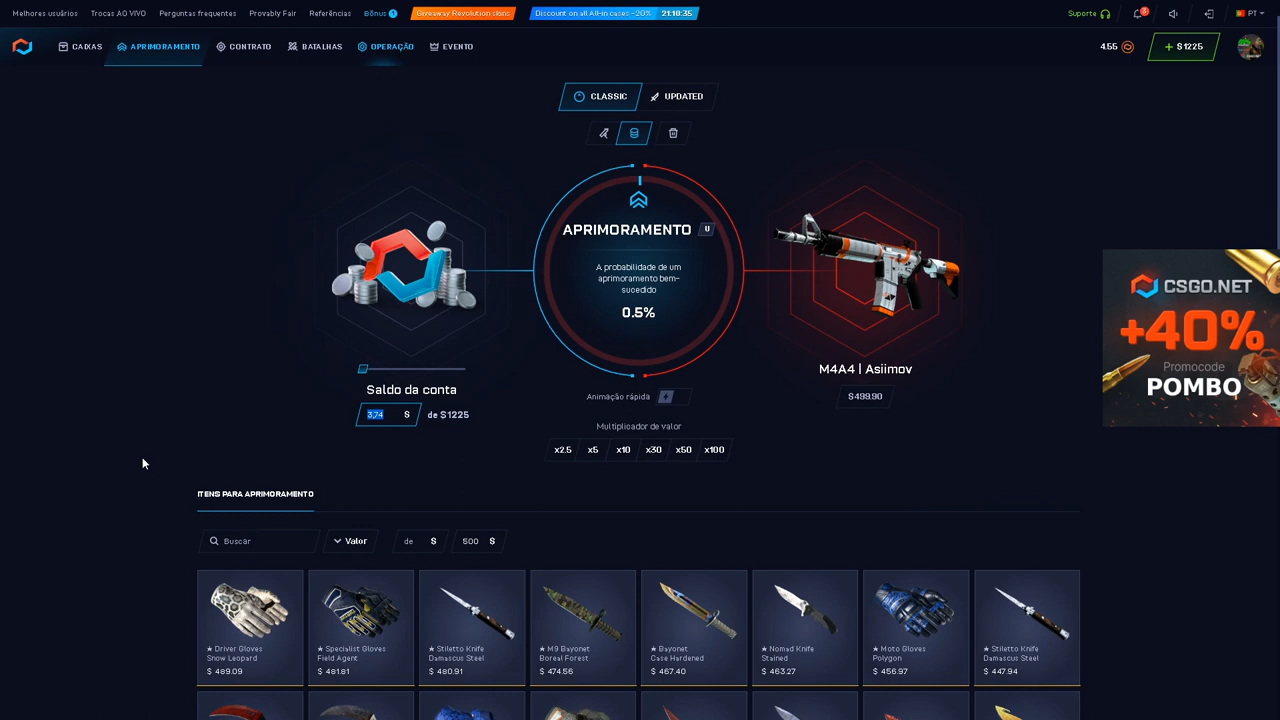 Melhores usuários Trocas AO VIVO Perguntas frequentes Provably Fair Referências Bônus 1 Giveaway Revolution skins Discount on all All-in cases -20% 21:10:35 Suporte PT
CAIXAS APRIMORAMENTO CONTRATO BATALHAS OPERAÇÃO EVENTO 4.55 + $ 1225
CLASSIC UPDATED
APRIMORAMENTO U
A probabilidade de um
aprimoramento bem-
sucedido
0.5%
CSGO.NET
+40%
Promocode
POMBO
M4A4 | Asiimov
$ 499.90
Saldo da conta
3,74 $ de $ 1225
Animação rápida
Multiplicador de valor
x2.5 x5 x10 x30 x50 x100
ITENS PARA APRIMORAMENTO
Buscar Valor de $ 500 $
★ Driver Gloves
Snow Leopard
$ 489.09
★ Specialist Gloves
Field Agent
$ 481.81
★ Stiletto Knife
Damascus Steel
$ 480.91
★ M9 Bayonet
Boreal Forest
$ 474.56
★ Bayonet
Case Hardened
$ 467.40
★ Nomad Knife
Stained
$ 463.27
★ Moto Gloves
Polygon
$ 456.97
★ Stiletto Knife
Damascus Steel
$ 447.94